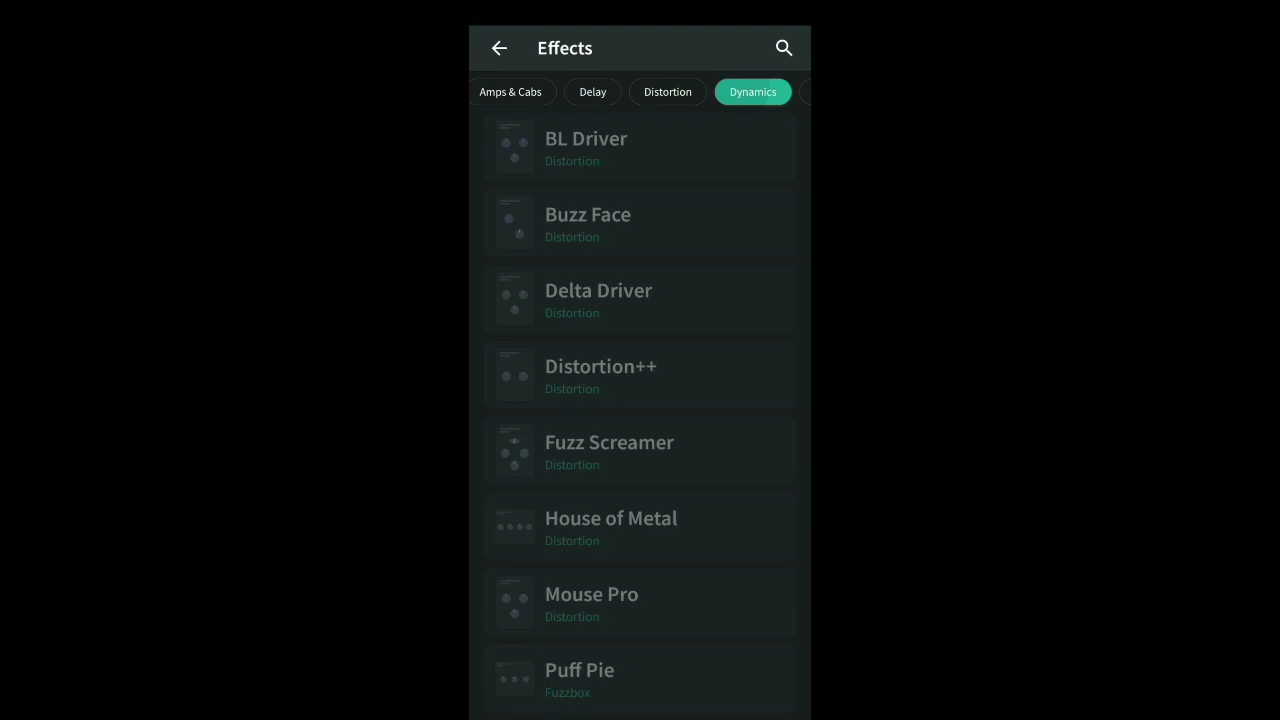 Effects
Amps & Cabs
Delay
Distortion
Dynamics
BL Driver
Distortion
Buzz Face
Distortion
Delta Driver
Distortion
Distortion++
Distortion
Fuzz Screamer
Distortion
House of Metal
Distortion
Mouse Pro
Distortion
Puff Pie
Fuzzbox